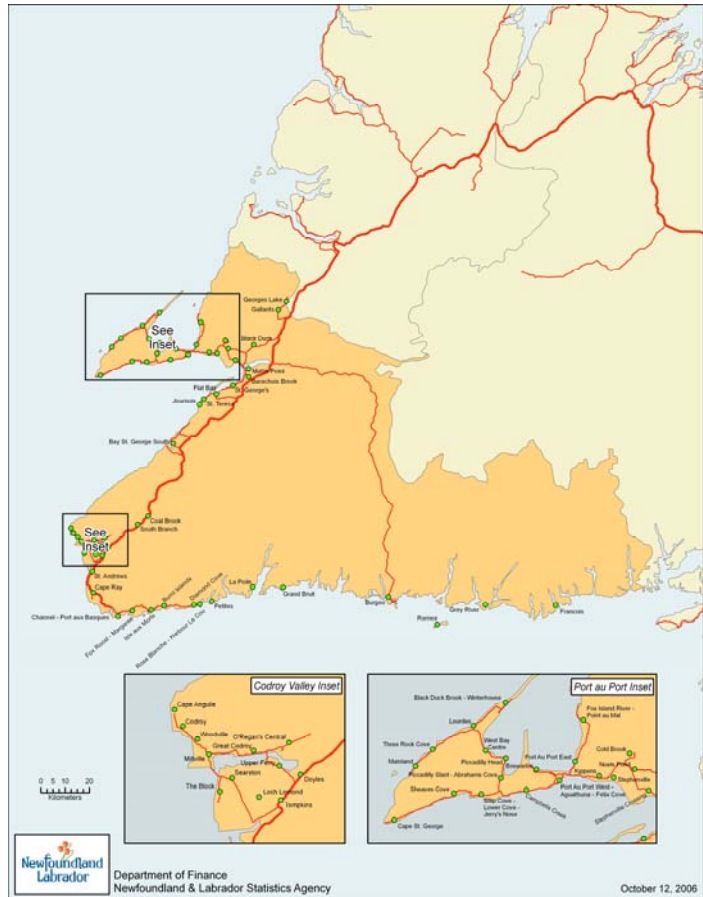 Georges Lake
Gallants
See
Inset
Black Duck
Mattis Point
Barachois Brook
Flat Bay
St. George's
St. Teresa
Journois
Bay St. George South
See
Inset
Coal Brook
South Branch
St. Andrews
Cape Ray
Channel - Port aux Basques
Fox Roost - Margaree
Isle aux Morts
Burnt Islands
Rose Blanche - Harbour Le Cou
Diamond Cove
Petites
La Poile
Grand Bruit
Burgeo
Ramea
Grey River
Francois
Codroy Valley Inset
Cape Anguille
Codroy
Woodville
O'Regan's Central
Great Codroy
Millville
Upper Ferry
Searston
Doyles
The Block
Loch Lomond
Tompkins
Port au Port Inset
Black Duck Brook - Winterhouse
Fox Island River -
Point au Mal
Lourdes
West Bay
Centre
Cold Brook
Three Rock Cove
Piccadilly Head
Port Au Port East
Noels Pond
Mainland
Boswarlos
Kippens
Piccadilly Slant - Abrahams Cove
Stephenville
Sheaves Cove
Port Au Port West -
Aguathuna - Felix Cove
Ship Cove -
Lower Cove -
Jerry's Nose
Campbells Creek
Stephenville Crossing
Cape St. George
0 5 10 20
Kilometers
Newfoundland
Labrador
Department of Finance
Newfoundland & Labrador Statistics Agency
October 12, 2006